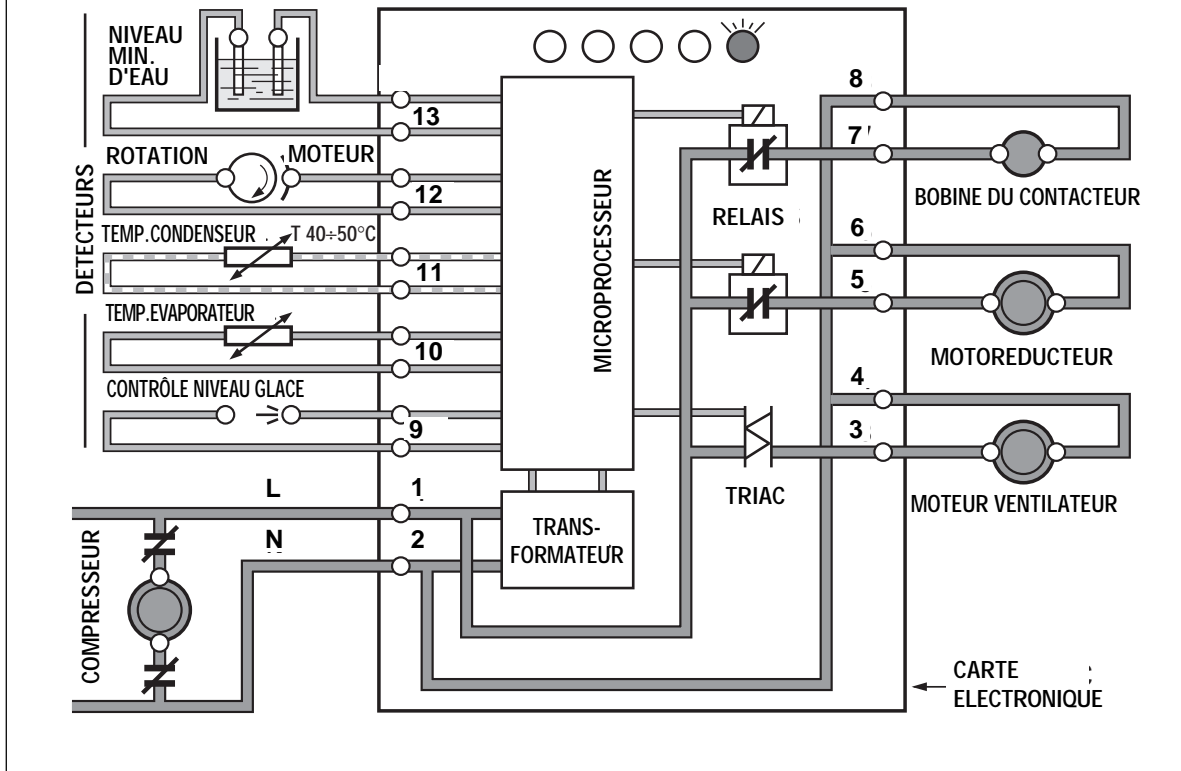 NIVEAU
MIN.
D'EAU
13
ROTATION
MOTEUR
12
TEMP.CONDENSEUR
T 40÷50°C
11
TEMP.EVAPORATEUR
10
CONTRÔLE NIVEAU GLACE
9
DETECTEURS
L
1
N
2
COMPRESSEUR
MICROPROCESSEUR
TRANS-
FORMATEUR
RELAIS
TRIAC
8
7
BOBINE DU CONTACTEUR
6
5
MOTOREDUCTEUR
4
3
MOTEUR VENTILATEUR
CARTE
ELECTRONIQUE